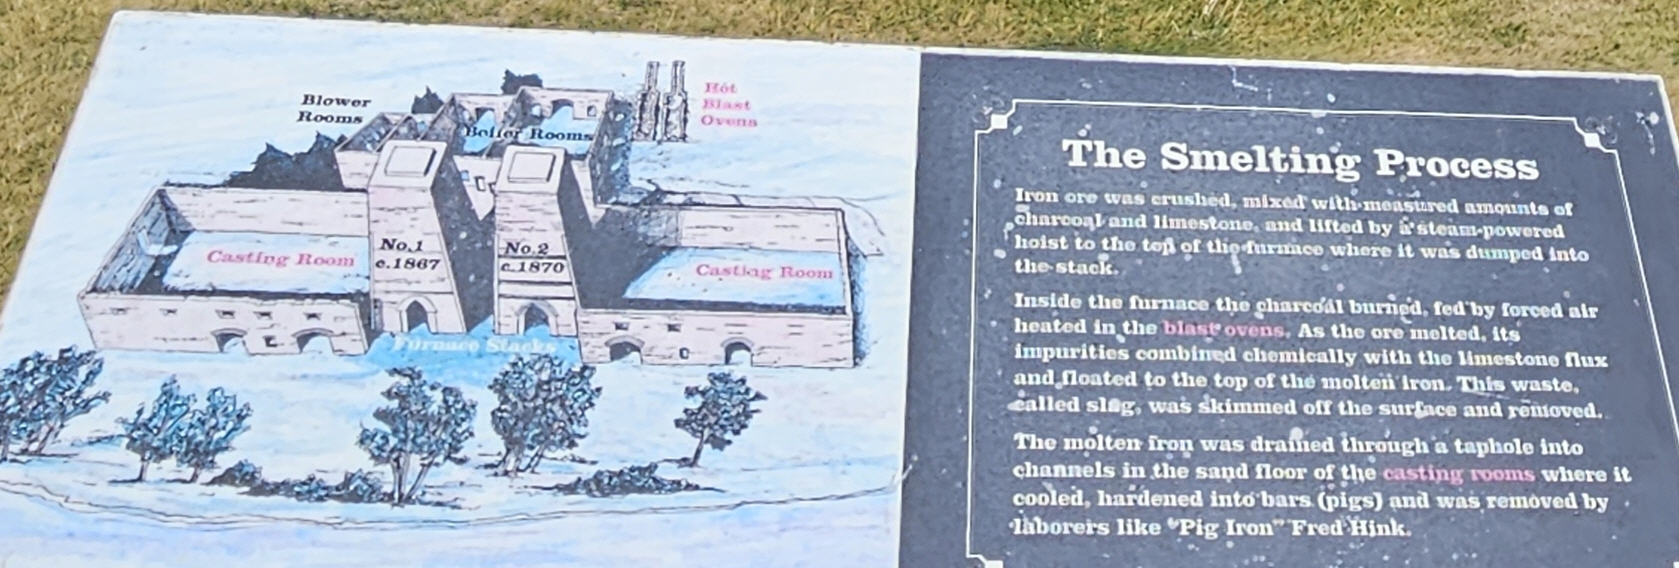 Blower
Rooms
Boiler Rooms
Hot
Blast
Ovens
Casting Room
No.1
c.1867
No.2
c.1870
Casting Room
Furnace Stacks
The Smelting Process
Iron ore was crushed, mixed with measured amounts of
charcoal and limestone, and lifted by a steam-powered
hoist to the top of the furnace where it was dumped into
the stack.
Inside the furnace the charcoal burned, fed by forced air
heated in the blast ovens. As the ore melted, its
impurities combined chemically with the limestone flux
and floated to the top of the molten iron. This waste,
called slag, was skimmed off the surface and removed.
The molten iron was drained through a taphole into
channels in the sand floor of the casting rooms where it
cooled, hardened into bars (pigs) and was removed by
laborers like "Pig Iron" Fred Hink.